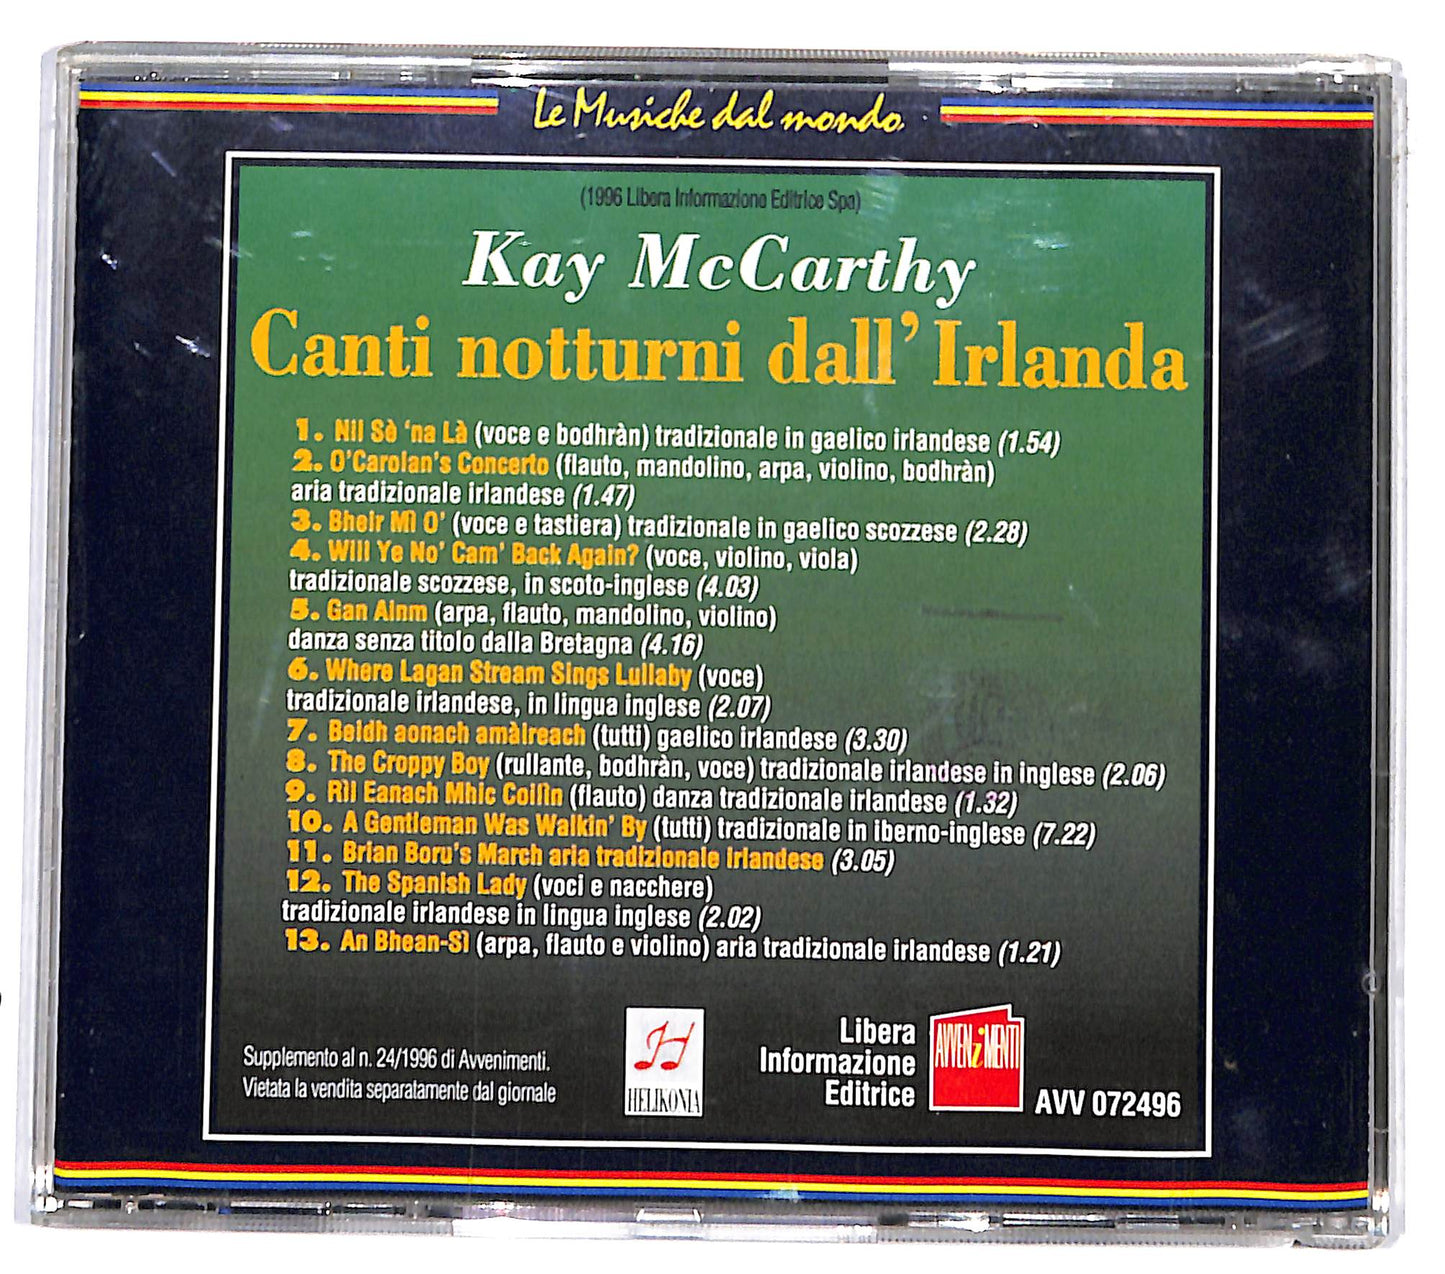 Le Musiche dal mondo
(1996 Libera Informazione Editrice Spa)
Kay McCarthy
Canti notturni dall'Irlanda
1. Nil Sè 'na Là (voce e bodhràn) tradizionale in gaelico irlandese (1.54)
2. O'Carolan's Concerto (flauto, mandolino, arpa, violino, bodhràn)
aria tradizionale irlandese (1.47)
3. Bheir Mì O' (voce e tastiera) tradizionale in gaelico scozzese (2.28)
4. Will Ye No' Cam' Back Again? (voce, violino, viola)
tradizionale scozzese, in scoto-inglese (4.03)
5. Gan Ainm (arpa, flauto, mandolino, violino)
danza senza titolo dalla Bretagna (4.16)
6. Where Lagan Stream Sings Lullaby (voce)
tradizionale irlandese, in lingua inglese (2.07)
7. Beidh aonach amàireach (tutti) gaelico irlandese (3.30)
8. The Croppy Boy (rullante, bodhràn, voce) tradizionale irlandese in inglese (2.06)
9. Rìl Eanach Mhic Coilìn (flauto) danza tradizionale irlandese (1.32)
10. A Gentleman Was Walkin' By (tutti) tradizionale in iberno-inglese (7.22)
11. Brian Boru's March aria tradizionale irlandese (3.05)
12. The Spanish Lady (voci e nacchere)
tradizionale irlandese in lingua inglese (2.02)
13. An Bhean-Sì (arpa, flauto e violino) aria tradizionale irlandese (1.21)
Supplemento al n. 24/1996 di Avvenimenti.
Vietata la vendita separatamente dal giornale
H
HELIKONIA
Libera
Informazione
Editrice
AVVENiMENTI
AVV 072496